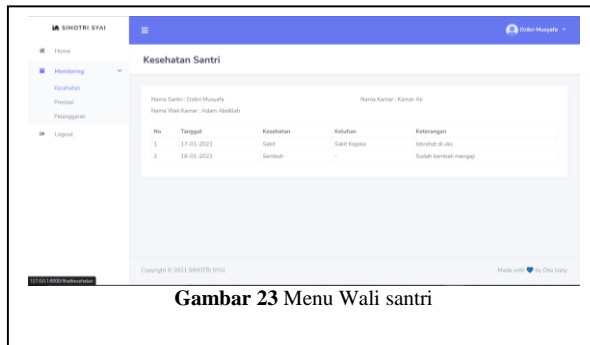 SIMOTRI SYAI
Dzikri Musyafa
Home
Kesehatan Santri
Monitoring
Kesehatan
Prestasi
Pelanggaran
Logout
Nama Santri : Dzikri Musyafa
Nama Kamar : Kamar Ali
Nama Wali Kamar : Adam Abdillah
No Tanggal Kesehatan Keluhan Keterangan
1 17-01-2021 Sakit Sakit Kepala Istirahat di uks
2 18-01-2021 Sembuh - Sudah kembali mengaji
Copyright © 2021 SIMOTRI SYAI
Made with 💙 by Dita Izaty
Gambar 23 Menu Wali santri